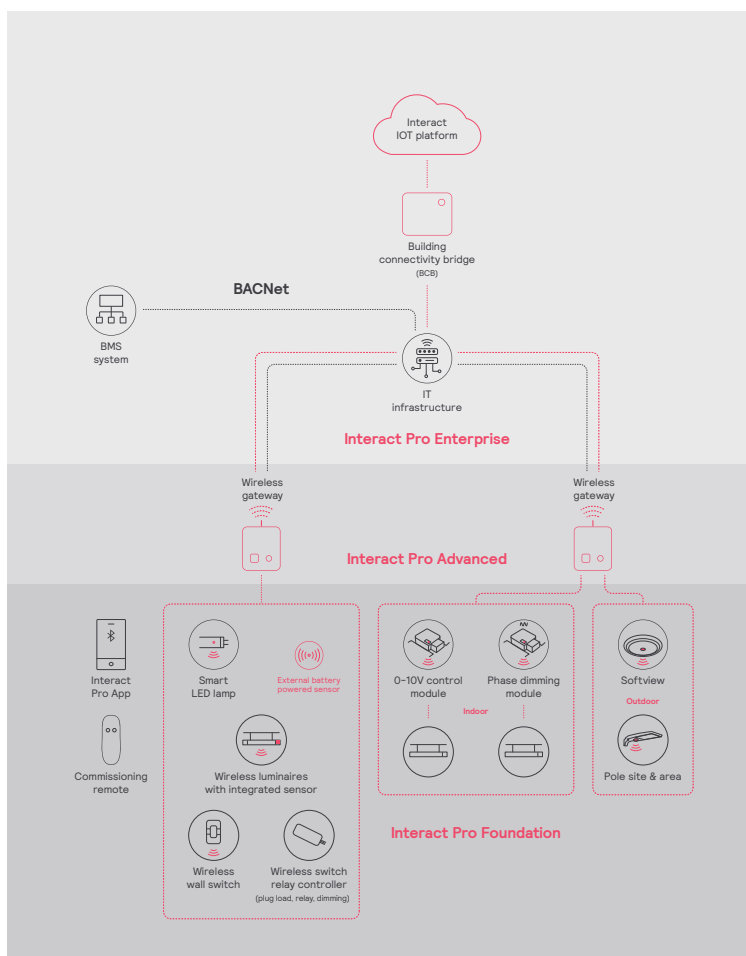 Interact
IOT platform
Building
connectivity bridge
(BCB)
BACNet
BMS
system
IT
infrastructure
Interact Pro Enterprise
Wireless
gateway
Wireless
gateway
Interact Pro Advanced
Interact
Pro App
Smart
LED lamp
External battery
powered sensor
0-10V control
module
Phase dimming
module
Softview
Indoor
Outdoor
Commissioning
remote
Wireless luminaires
with integrated sensor
Pole site & area
Interact Pro Foundation
Wireless
wall switch
Wireless switch
relay controller
(plug load, relay, dimming)